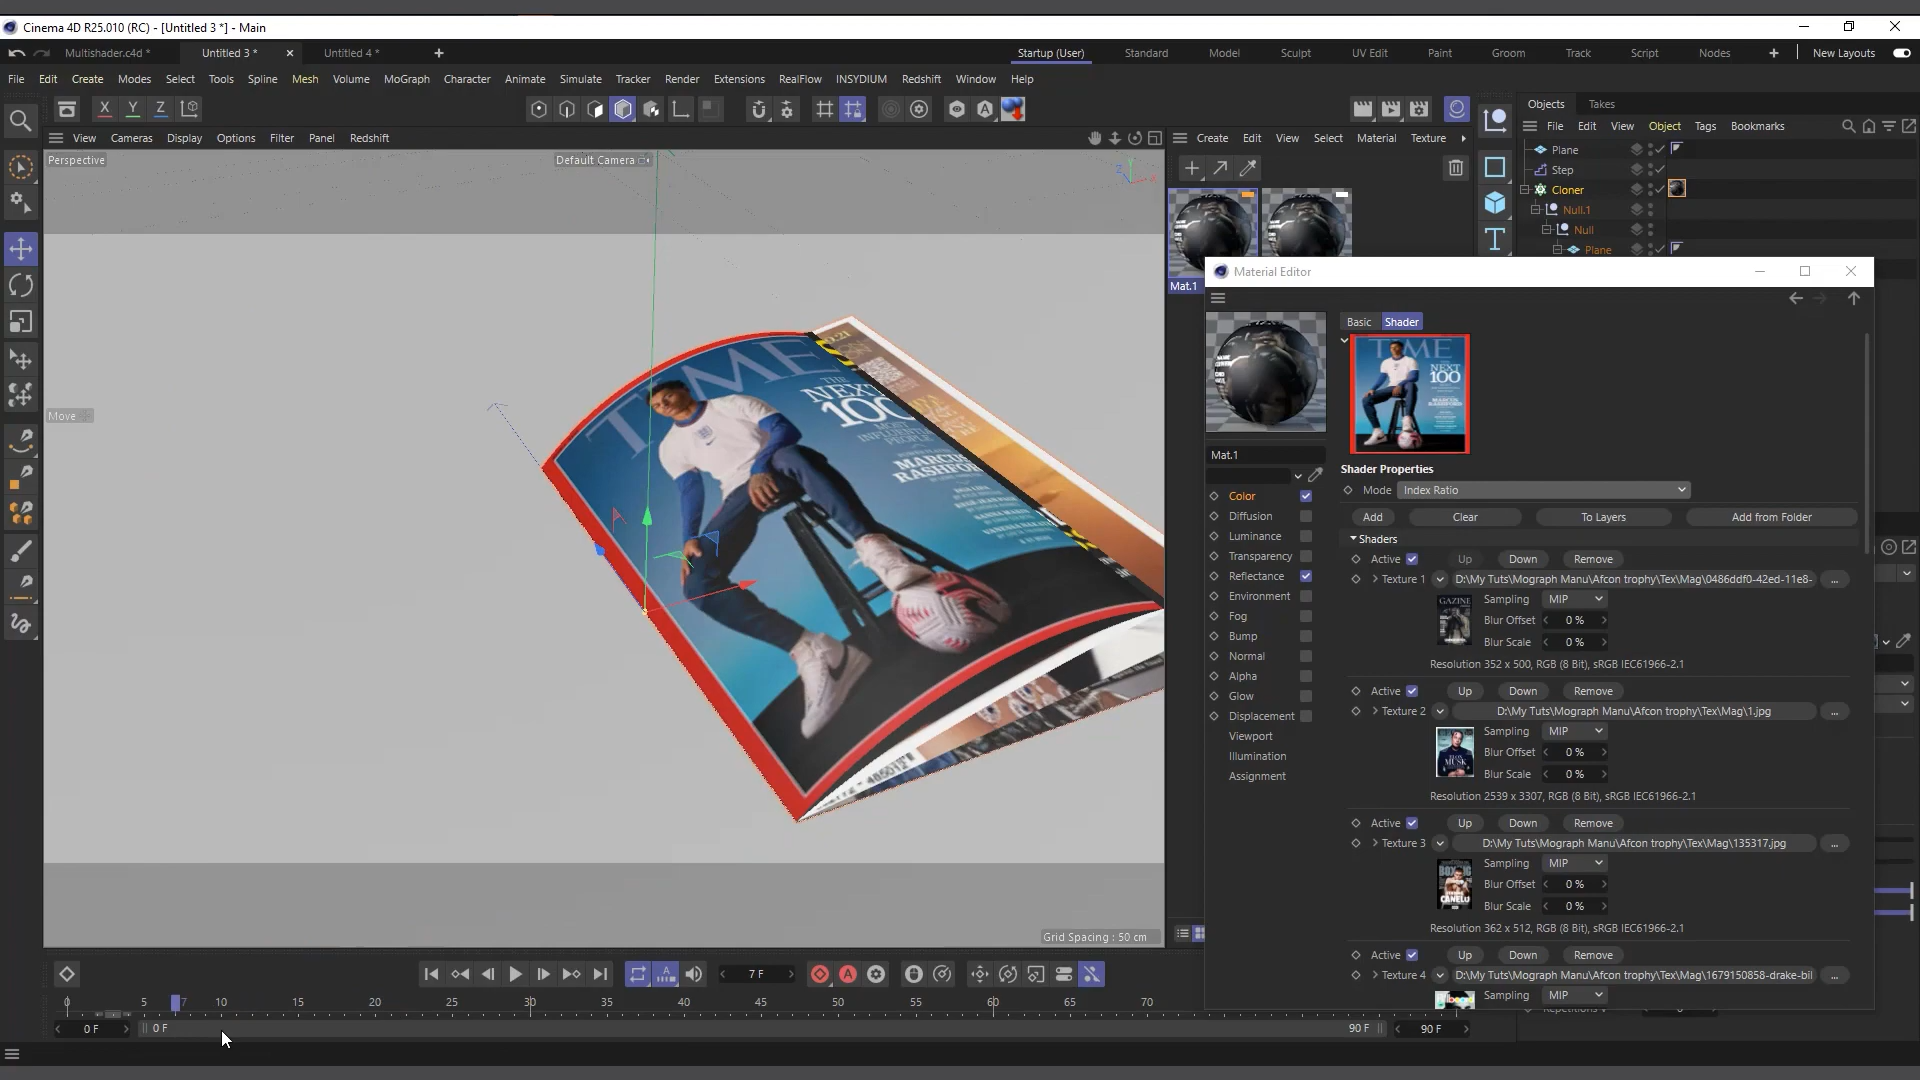 Cinema 4D R25.010 (RC) - [Untitled 3 *] - Main
Multishader.c4d *
Untitled 3 *
Untitled 4 *
Startup (User)
Standard
Model
Sculpt
UV Edit
Paint
Groom
Track
Script
Nodes
New Layouts
File Edit Create Modes Select Tools Spline Mesh Volume MoGraph Character Animate Simulate Tracker Render Extensions RealFlow INSYDIUM Redshift Window Help
X Y Z
Objects Takes
View Cameras Display Options Filter Panel Redshift
Create Edit View Select Material Texture
File Edit View Object Tags Bookmarks
Perspective
Default Camera
Plane
Step
Cloner
Null.1
Null
Plane
Mat.1
Material Editor
Basic Shader
TIME
THE
NEXT
100
MOST
INFLUENTIAL
PEOPLE
MARCUS
RASHFORD
Move
Mat.1
Shader Properties
Mode Index Ratio
Add Clear To Layers Add from Folder
Shaders
Color
Diffusion
Luminance
Transparency
Reflectance
Environment
Fog
Bump
Normal
Alpha
Glow
Displacement
Viewport
Illumination
Assignment
Active Up Down Remove
Texture 1 D:\My Tuts\Mograph Manu\Afcon trophy\Tex\Mag\0486ddf0-42ed-11e8-
Sampling MIP
Blur Offset 0 %
Blur Scale 0 %
Resolution 352 x 500, RGB (8 Bit), sRGB IEC61966-2.1
Active Up Down Remove
Texture 2 D:\My Tuts\Mograph Manu\Afcon trophy\Tex\Mag\1.jpg
Sampling MIP
Blur Offset 0 %
Blur Scale 0 %
Resolution 2539 x 3307, RGB (8 Bit), sRGB IEC61966-2.1
Active Up Down Remove
Texture 3 D:\My Tuts\Mograph Manu\Afcon trophy\Tex\Mag\135317.jpg
Sampling MIP
Blur Offset 0 %
Blur Scale 0 %
Resolution 362 x 512, RGB (8 Bit), sRGB IEC61966-2.1
Active Up Down Remove
Texture 4 D:\My Tuts\Mograph Manu\Afcon trophy\Tex\Mag\1679150858-drake-bil
Sampling MIP
Grid Spacing : 50 cm
7 F
0 5 7 10 15 20 25 30 35 40 45 50 55 60 65 70
0 F
0 F
90 F
90 F